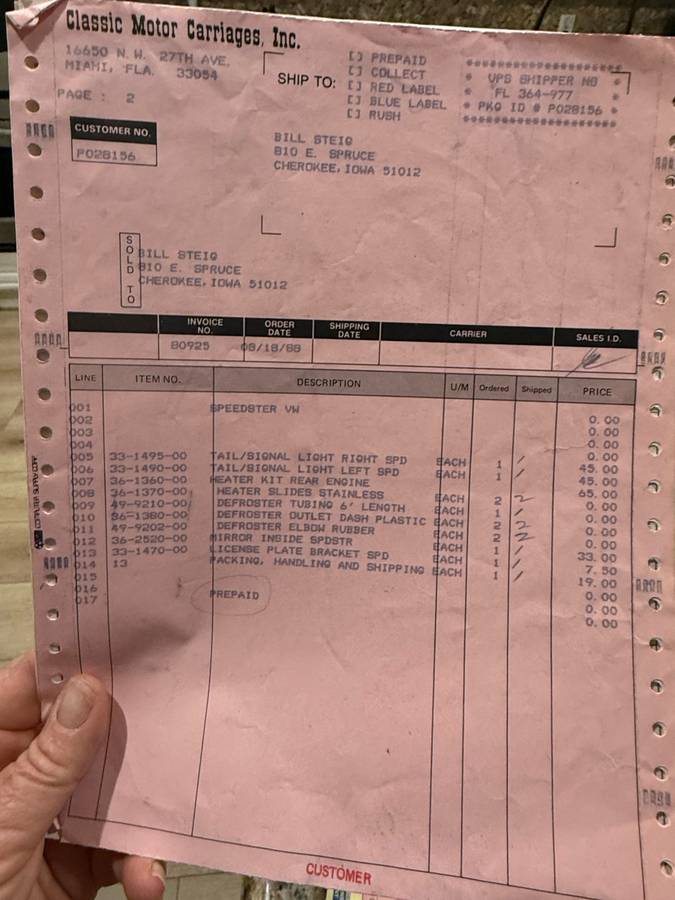 Classic Motor Carriages, Inc.
16650 N. W. 27TH AVE.
MIAMI, FLA. 33054
PAGE : 2
SHIP TO:
[ ] PREPAID
[ ] COLLECT
[ ] RED LABEL
[ ] BLUE LABEL
[ ] RUSH
************************
* UPS SHIPPER NO *
* FL 364-977 *
* PKG ID # P028156 *
************************
CUSTOMER NO.
P028156
BILL STEIG
810 E. SPRUCE
CHEROKEE, IOWA 51012
SOLD TO
BILL STEIG
810 E. SPRUCE
CHEROKEE, IOWA 51012
INVOICE NO. ORDER DATE SHIPPING DATE CARRIER SALES I.D.
80925 08/18/88
LINE ITEM NO. DESCRIPTION U/M Ordered Shipped PRICE
001 SPEEDSTER VW 0.00
002 0.00
003 0.00
004 0.00
005 33-1495-00 TAIL/SIGNAL LIGHT RIGHT SPD EACH 1 / 45.00
006 33-1490-00 TAIL/SIGNAL LIGHT LEFT SPD EACH 1 / 45.00
007 36-1360-00 HEATER KIT REAR ENGINE 65.00
008 36-1370-00 HEATER SLIDES STAINLESS EACH 2 2 0.00
009 49-9210-00 DEFROSTER TUBING 6' LENGTH EACH 1 / 0.00
010 36-1380-00 DEFROSTER OUTLET DASH PLASTIC EACH 2 2 0.00
011 49-9202-00 DEFROSTER ELBOW RUBBER EACH 2 2 0.00
012 36-2520-00 MIRROR INSIDE SPDSTR EACH 1 / 33.00
013 33-1470-00 LICENSE PLATE BRACKET SPD EACH 1 / 7.50
014 13 PACKING, HANDLING AND SHIPPING EACH 1 / 19.00
015 0.00
016 PREPAID 0.00
017 0.00
CUSTOMER